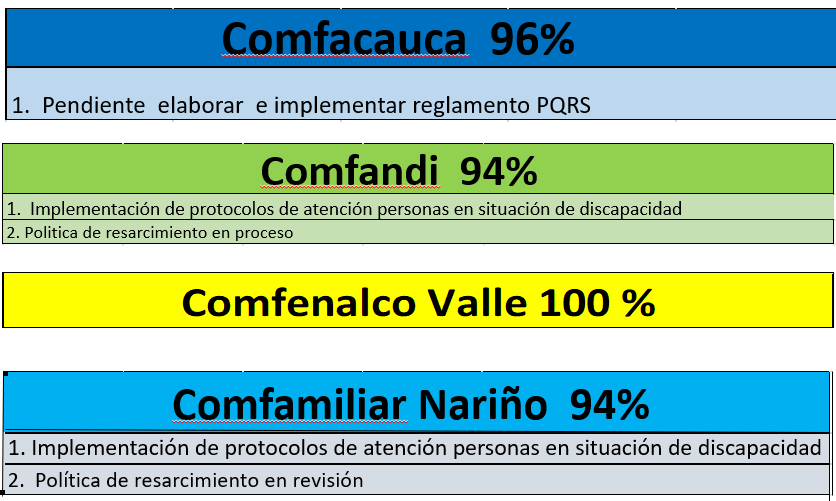 Comfacauca 96%
1. Pendiente elaborar e implementar reglamento PQRS
Comfandi 94%
1. Implementación de protocolos de atención personas en situación de discapacidad
2. Politica de resarcimiento en proceso
Comfenalco Valle 100 %
Comfamiliar Nariño 94%
1. Implementación de protocolos de atención personas en situación de discapacidad
2. Política de resarcimiento en revisión